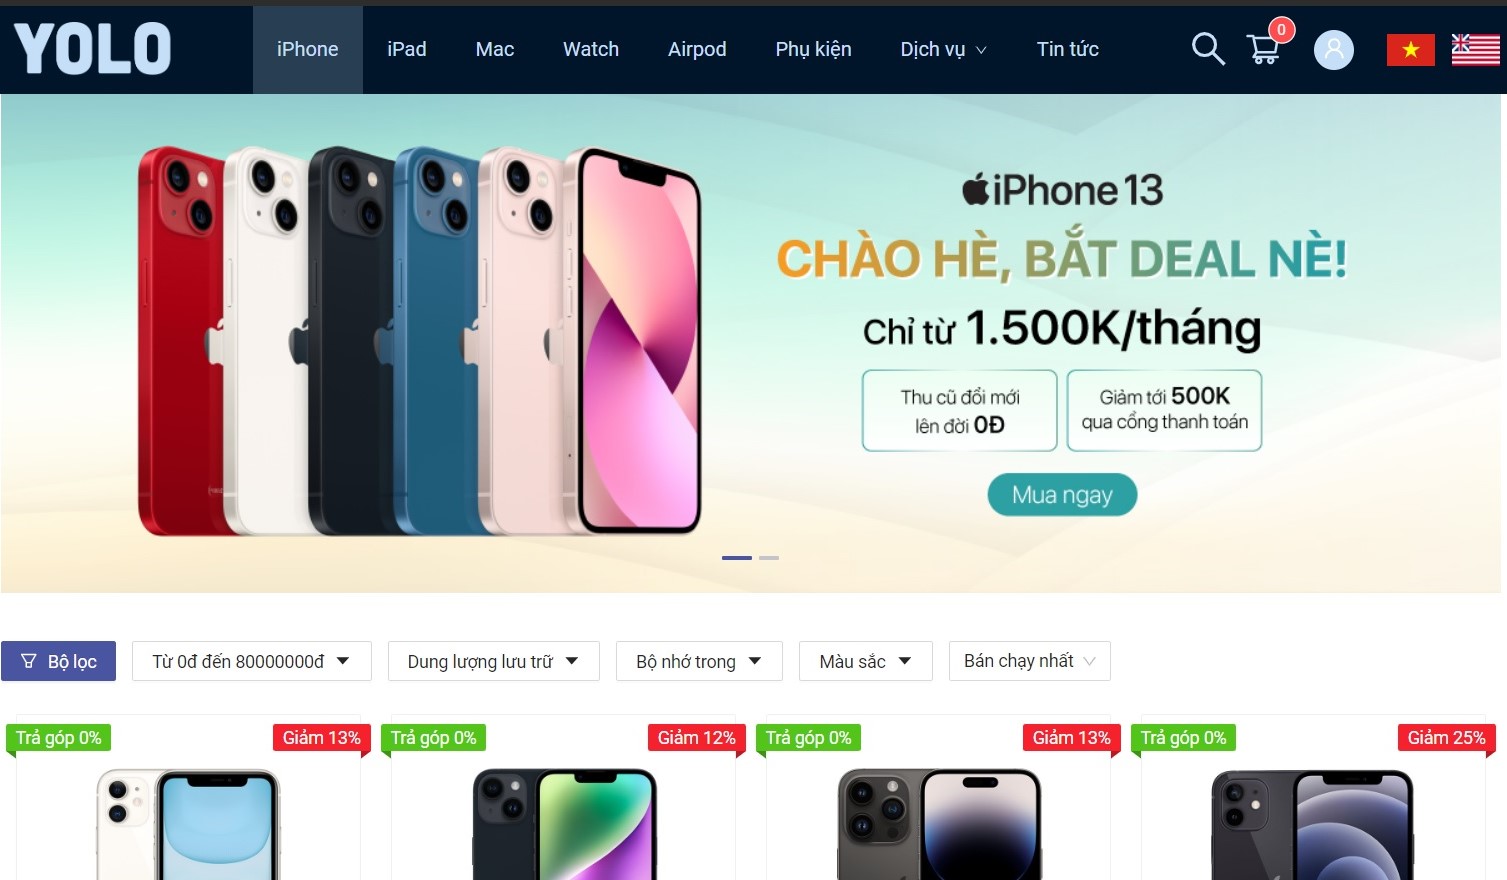 YOLO
iPhone
iPad
Mac
Watch
Airpod
Phụ kiện
Dịch vụ
Tin tức
0
iPhone 13
CHÀO HÈ, BẮT DEAL NÈ!
Chỉ từ 1.500K/tháng
Thu cũ đổi mới
lên đời 0Đ
Giảm tới 500K
qua cổng thanh toán
Mua ngay
Bộ lọc
Từ 0đ đến 80000000đ
Dung lượng lưu trữ
Bộ nhớ trong
Màu sắc
Bán chạy nhất
Trả góp 0%
Giảm 13%
Trả góp 0%
Giảm 12%
Trả góp 0%
Giảm 13%
Trả góp 0%
Giảm 25%